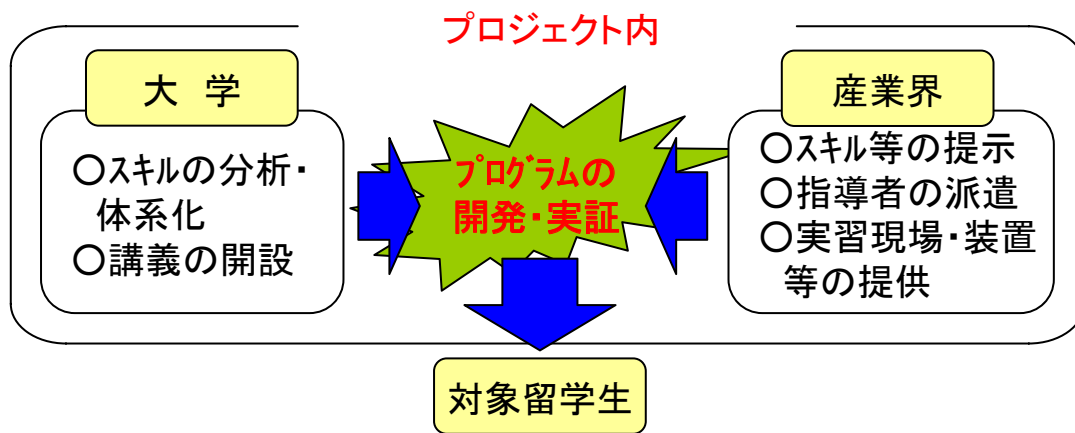 プロジェクト内
大 学
○スキルの分析・
体系化
○講義の開設
プログラムの
開発・実証
産業界
○スキル等の提示
○指導者の派遣
○実習現場・装置
等の提供
対象留学生